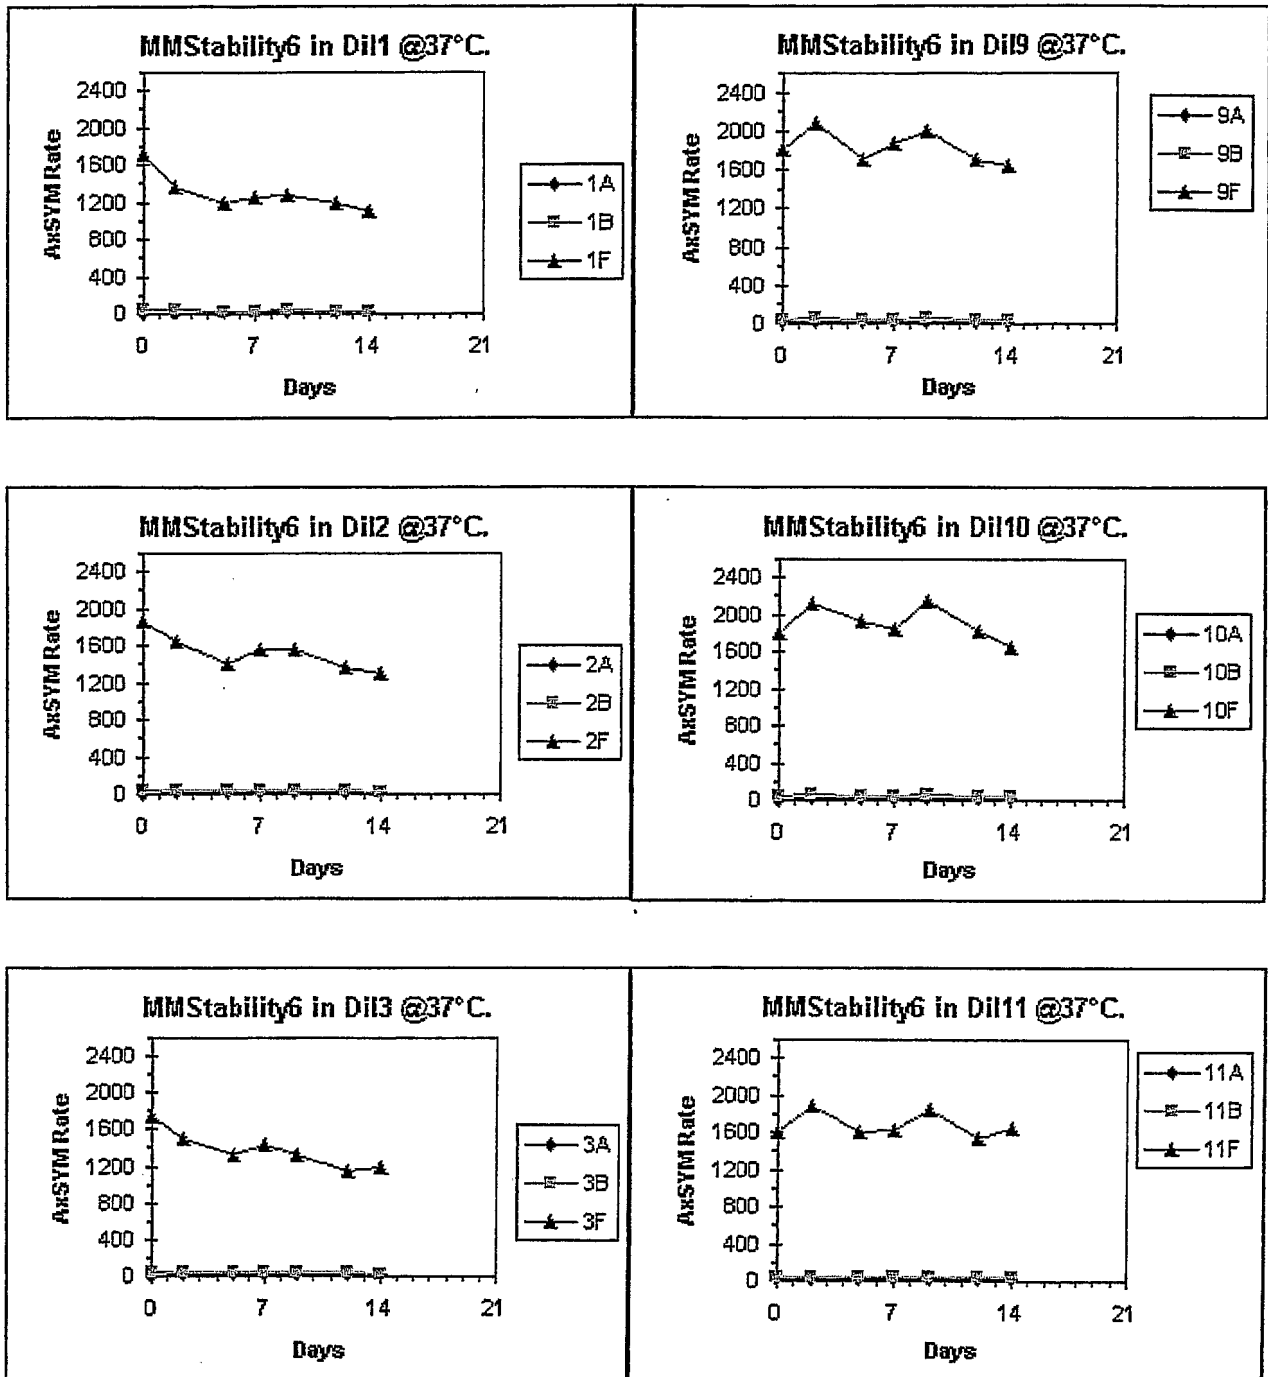 MMStability6 in Dil1 @37°C.
AxSYM Rate
2400
2000
1600
1200
800
400
0
0 7 14 21
Days
1A
1B
1F
MMStability6 in Dil9 @37°C.
AxSYM Rate
2400
2000
1600
1200
800
400
0
0 7 14 21
Days
9A
9B
9F
MMStability6 in Dil2 @37°C.
AxSYM Rate
2400
2000
1600
1200
800
400
0
0 7 14 21
Days
2A
2B
2F
MMStability6 in Dil10 @37°C.
AxSYM Rate
2400
2000
1600
1200
800
400
0
0 7 14 21
Days
10A
10B
10F
MMStability6 in Dil3 @37°C.
AxSYM Rate
2400
2000
1600
1200
800
400
0
0 7 14 21
Days
3A
3B
3F
MMStability6 in Dil11 @37°C.
AxSYM Rate
2400
2000
1600
1200
800
400
0
0 7 14 21
Days
11A
11B
11F